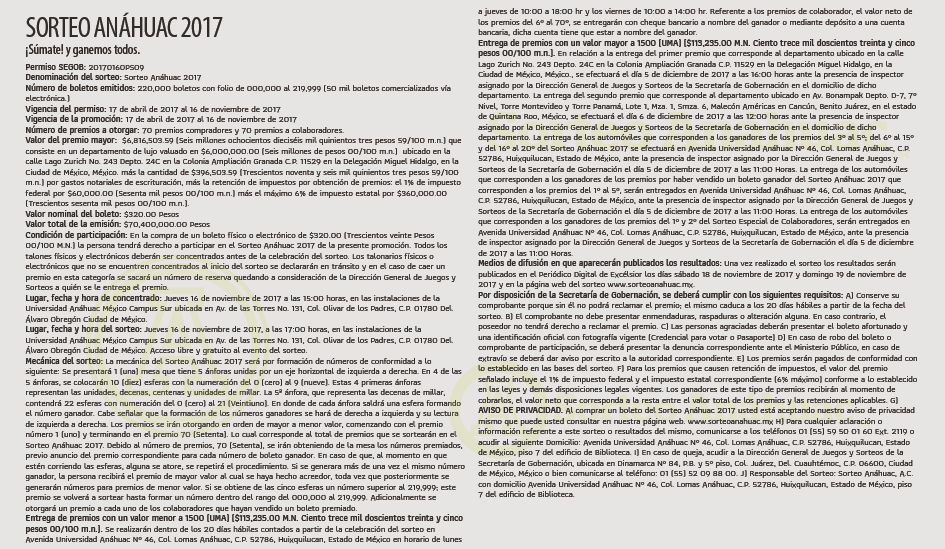 SORTEO ANÁHUAC 2017
¡Súmate! y ganemos todos.
Permiso SEGOB: 20170160PS09
Denominación del sorteo: Sorteo Anáhuac 2017
Número de boletos emitidos: 220,000 boletos con folio de 000,000 al 219,999 (50 mil boletos comercializados vía
electrónica.)
Vigencia del permiso: 17 de abril de 2017 al 16 de noviembre de 2017
Vigencia de la promoción: 17 de abril de 2017 al 16 de noviembre de 2017
Número de premios a otorgar: 70 premios compradores y 70 premios a colaboradores.
Valor del premio mayor: $6,816,503.59 (Seis millones ochocientos dieciséis mil quinientos tres pesos 59/100 m.n.) que
consiste en un departamento de lujo valuado en $6,000,000.00 (Seis millones de pesos 00/100 m.n.) ubicado en la
calle Lago Zurich No. 243 Depto. 24C en la Colonia Ampliación Granada C.P. 11529 en la Delegación Miguel Hidalgo, en la
Ciudad de México, México. más la cantidad de $396,503.59 (Trescientos noventa y seis mil quinientos tres pesos 59/100
m.n.) por gastos notariales de escrituración, más la retención de impuestos por obtención de premios: el 1% de impuesto
federal por $60,000.00 (Sesenta mil pesos 00/100 m.n.) más el máximo 6% de impuesto estatal por $360,000.00
(Trescientos sesenta mil pesos 00/100 m.n.).
Valor nominal del boleto: $320.00 Pesos
Valor total de la emisión: $70,400,000.00 Pesos
Condición de participación: En la compra de un boleto físico o electrónico de $320.00 (Trescientos veinte Pesos
00/100 M.N.) la persona tendrá derecho a participar en el Sorteo Anáhuac 2017 de la presente promoción. Todos los
talones físicos y electrónicos deberán ser concentrados antes de la celebración del sorteo. Los talonarios físicos o
electrónicos que no se encuentren concentrados al inicio del sorteo se declararán en tránsito y en el caso de caer un
premio en esta categoría se sacará un número de reserva quedando a consideración de la Dirección General de Juegos y
Sorteos a quién se le entrega el premio.
Lugar, fecha y hora de concentrado: Jueves 16 de noviembre de 2017 a las 15:00 horas, en las instalaciones de la
Universidad Anáhuac México Campus Sur ubicada en Av. de las Torres No. 131, Col. Olivar de los Padres, C.P. 01780 Del.
Álvaro Obregón Ciudad de México.
Lugar, fecha y hora del sorteo: Jueves 16 de noviembre de 2017, a las 17:00 horas, en las instalaciones de la
Universidad Anáhuac México Campus Sur ubicada en Av. de las Torres No. 131, Col. Olivar de los Padres, C.P. 01780 Del.
Álvaro Obregón Ciudad de México. Acceso libre y gratuito al evento del sorteo.
Mecánica del sorteo: La mecánica del Sorteo Anáhuac 2017 será por formación de números de conformidad a lo
siguiente: Se presentará 1 (una) mesa que tiene 5 ánforas unidas por un eje horizontal de izquierda a derecha. En 4 de las
5 ánforas, se colocarán 10 (diez) esferas con la numeración del 0 (cero) al 9 (nueve). Estas 4 primeras ánforas
representan las unidades, decenas, centenas y unidades de millar. La 5ª ánfora, que representa las decenas de millar,
contendrá 22 esferas con numeración del 0 (cero) al 21 (Veintiuno). En donde de cada ánfora saldrá una esfera formando
el número ganador. Cabe señalar que la formación de los números ganadores se hará de derecha a izquierda y su lectura
de izquierda a derecha. Los premios se irán otorgando en orden de mayor a menor valor, comenzando con el premio
número 1 (uno) y terminando en el premio 70 (Setenta). Lo cual corresponde al total de premios que se sortearán en el
Sorteo Anáhuac 2017. Debido al número de premios, 70 (Setenta), se irán obteniendo de la mesa los números premiados,
previo anuncio del premio correspondiente para cada número de boleto ganador. En caso de que, al momento en que
estén corriendo las esferas, alguna se atore, se repetirá el procedimiento. Si se generara más de una vez el mismo número
ganador, la persona recibirá el premio de mayor valor al cual se haya hecho acreedor, toda vez que posteriormente se
generarán números para premios de menor valor. Si se obtiene de las cinco esferas un número superior al 219,999; este
premio se volverá a sortear hasta formar un número dentro del rango del 000,000 al 219,999. Adicionalmente se
otorgará un premio a cada uno de los colaboradores que hayan vendido un boleto premiado.
Entrega de premios con un valor menor a 1500 (UMA) ($113,235.00 M.N. Ciento trece mil doscientos treinta y cinco
pesos 00/100 m.n.). Se realizarán dentro de los 20 días hábiles contados a partir de la celebración del sorteo en
Avenida Universidad Anáhuac Nº 46, Col. Lomas Anáhuac, C.P. 52786, Huixquilucan, Estado de México en horario de lunes
a jueves de 10:00 a 18:00 hr y los viernes de 10:00 a 14:00 hr. Referente a los premios de colaborador, el valor neto de
los premios del 6º al 70º, se entregarán con cheque bancario a nombre del ganador o mediante depósito a una cuenta
bancaria, dicha cuenta tiene que estar a nombre del ganador.
Entrega de premios con un valor mayor a 1500 (UMA) ($113,235.00 M.N. Ciento trece mil doscientos treinta y cinco
pesos 00/100 m.n.). En relación a la entrega del primer premio que corresponde al departamento ubicado en la calle
Lago Zurich No. 243 Depto. 24C en la Colonia Ampliación Granada C.P. 11529 en la Delegación Miguel Hidalgo, en la
Ciudad de México, México., se efectuará el día 5 de diciembre de 2017 a las 16:00 horas ante la presencia de inspector
asignado por la Dirección General de Juegos y Sorteos de la Secretaría de Gobernación en el domicilio de dicho
departamento. La entrega del segundo premio que corresponde al departamento ubicado en Av. Bonampak Depto. D-7, 7º
Nivel, Torre Montevideo y Torre Panamá, Lote 1, Mza. 1, Smza. 6, Malecón Américas en Cancún, Benito Juárez, en el estado
de Quintana Roo, México, se efectuará el día 6 de diciembre de 2017 a las 12:00 horas ante la presencia de inspector
asignado por la Dirección General de Juegos y Sorteos de la Secretaría de Gobernación en el domicilio de dicho
departamento. La entrega de los automóviles que corresponden a los ganadores de los premios del 3º al 5º; del 6º al 15º
y del 16º al 20º del Sorteo Anáhuac 2017 se efectuará en Avenida Universidad Anáhuac Nº 46, Col. Lomas Anáhuac, C.P.
52786, Huixquilucan, Estado de México, ante la presencia de inspector asignado por la Dirección General de Juegos y
Sorteos de la Secretaría de Gobernación el día 5 de diciembre de 2017 a las 11:00 Horas. La entrega de los automóviles
que corresponden a los ganadores de los premios por haber vendido un boleto ganador del Sorteo Anáhuac 2017 que
corresponden a los premios del 1º al 5º, serán entregados en Avenida Universidad Anáhuac Nº 46, Col. Lomas Anáhuac,
C.P. 52786, Huixquilucan, Estado de México, ante la presencia de inspector asignado por la Dirección General de Juegos y
Sorteos de la Secretaría de Gobernación el día 5 de diciembre de 2017 a las 11:00 Horas. La entrega de los automóviles
que corresponden a los ganadores de los premios del 1º y 2º del Sorteo Especial de Colaboradores, serán entregados en
Avenida Universidad Anáhuac Nº 46, Col. Lomas Anáhuac, C.P. 52786, Huixquilucan, Estado de México, ante la presencia
de inspector asignado por la Dirección General de Juegos y Sorteos de la Secretaría de Gobernación el día 5 de diciembre
de 2017 a las 11:00 Horas.
Medios de difusión en que aparecerán publicados los resultados: Una vez realizado el sorteo los resultados serán
publicados en el Periódico Digital de Excélsior los días sábado 18 de noviembre de 2017 y domingo 19 de noviembre de
2017 y en la página web del sorteo www.sorteoanahuac.mx.
Por disposición de la Secretaría de Gobernación, se deberá cumplir con los siguientes requisitos: A) Conserve su
comprobante porque sin él no podrá reclamar el premio; el mismo caduca a los 20 días hábiles a partir de la fecha del
sorteo. B) El comprobante no debe presentar enmendaduras, raspaduras o alteración alguna. En caso contrario, el
poseedor no tendrá derecho a reclamar el premio. C) Las personas agraciadas deberán presentar el boleto afortunado y
una identificación oficial con fotografía vigente (Credencial para votar o Pasaporte) D) En caso de robo del boleto o
comprobante de participación, se deberá presentar la denuncia correspondiente ante el Ministerio Público, en caso de
extravío se deberá dar aviso por escrito a la autoridad correspondiente. E) Los premios serán pagados de conformidad con
lo establecido en las bases del sorteo. F) Para los premios que causen retención de impuestos, el valor del premio
señalado incluye el 1% de impuesto federal y el impuesto estatal correspondiente (6% máximo) conforme a lo establecido
en las leyes y demás disposiciones legales vigentes. Los ganadores de este tipo de premios recibirán al momento de
cobrarlos, el valor neto que corresponda a la resta entre el valor total de los premios y las retenciones aplicables. G)
AVISO DE PRIVACIDAD. Al comprar un boleto del Sorteo Anáhuac 2017 usted está aceptando nuestro aviso de privacidad
mismo que puede usted consultar en nuestra página web. www.sorteoanahuac.mx H) Para cualquier aclaración o
información referente a este sorteo o resultados del mismo, comunicarse a los teléfonos 01 (55) 59 50 01 60 Ext. 2119 o
acudir al siguiente Domicilio: Avenida Universidad Anáhuac Nº 46, Col. Lomas Anáhuac, C.P. 52786, Huixquilucan, Estado
de México, piso 7 del edificio de Biblioteca. I) En caso de queja, acudir a la Dirección General de Juegos y Sorteos de la
Secretaría de Gobernación, ubicada en Dinamarca Nº 84, P.B. y 5º piso, Col. Juárez, Del. Cuauhtémoc, C.P. 06600, Ciudad
de México, México o bien comunicarse al teléfono: 01 (55) 52 09 88 00. J) Responsable del Sorteo: Sorteo Anáhuac, A.C.
con domicilio Avenida Universidad Anáhuac Nº 46, Col. Lomas Anáhuac, C.P. 52786, Huixquilucan, Estado de México, piso
7 del edificio de Biblioteca.